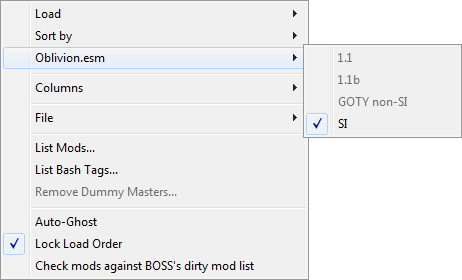 Load
Sort by
Oblivion.esm
1.1
1.1b
GOTY non-SI
SI
Columns
File
List Mods...
List Bash Tags...
Remove Dummy Masters...
Auto-Ghost
Lock Load Order
Check mods against BOSS's dirty mod list